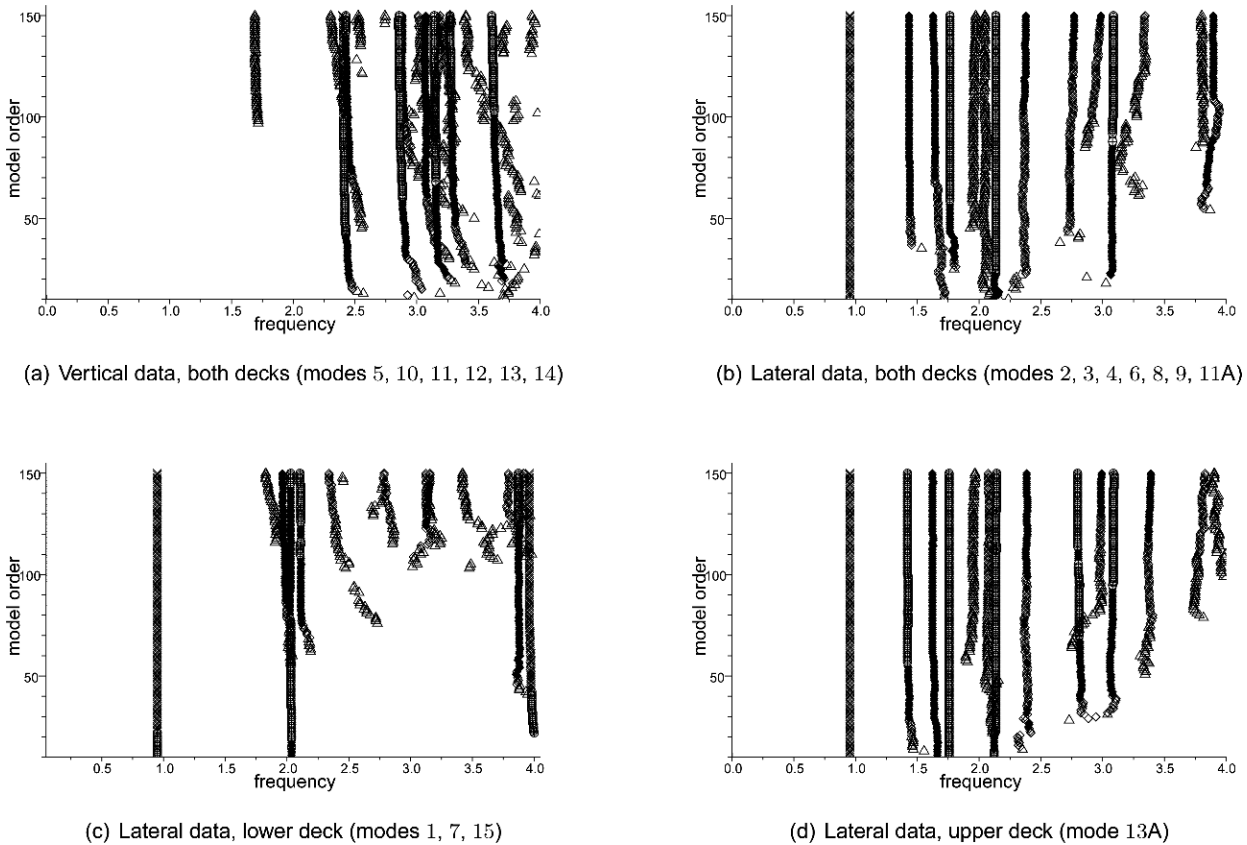 150
100
50
model order
0.0 0.5 1.0 1.5 2.0 2.5 3.0 3.5 4.0
frequency
(a) Vertical data, both decks (modes 5, 10, 11, 12, 13, 14)
150
100
50
model order
0.0 0.5 1.0 1.5 2.0 2.5 3.0 3.5 4.0
frequency
(b) Lateral data, both decks (modes 2, 3, 4, 6, 8, 9, 11A)
150
100
50
model order
0.5 1.0 1.5 2.0 2.5 3.0 3.5 4.0
frequency
(c) Lateral data, lower deck (modes 1, 7, 15)
150
100
50
model order
0.0 0.5 1.0 1.5 2.0 2.5 3.0 3.5 4.0
frequency
(d) Lateral data, upper deck (mode 13A)